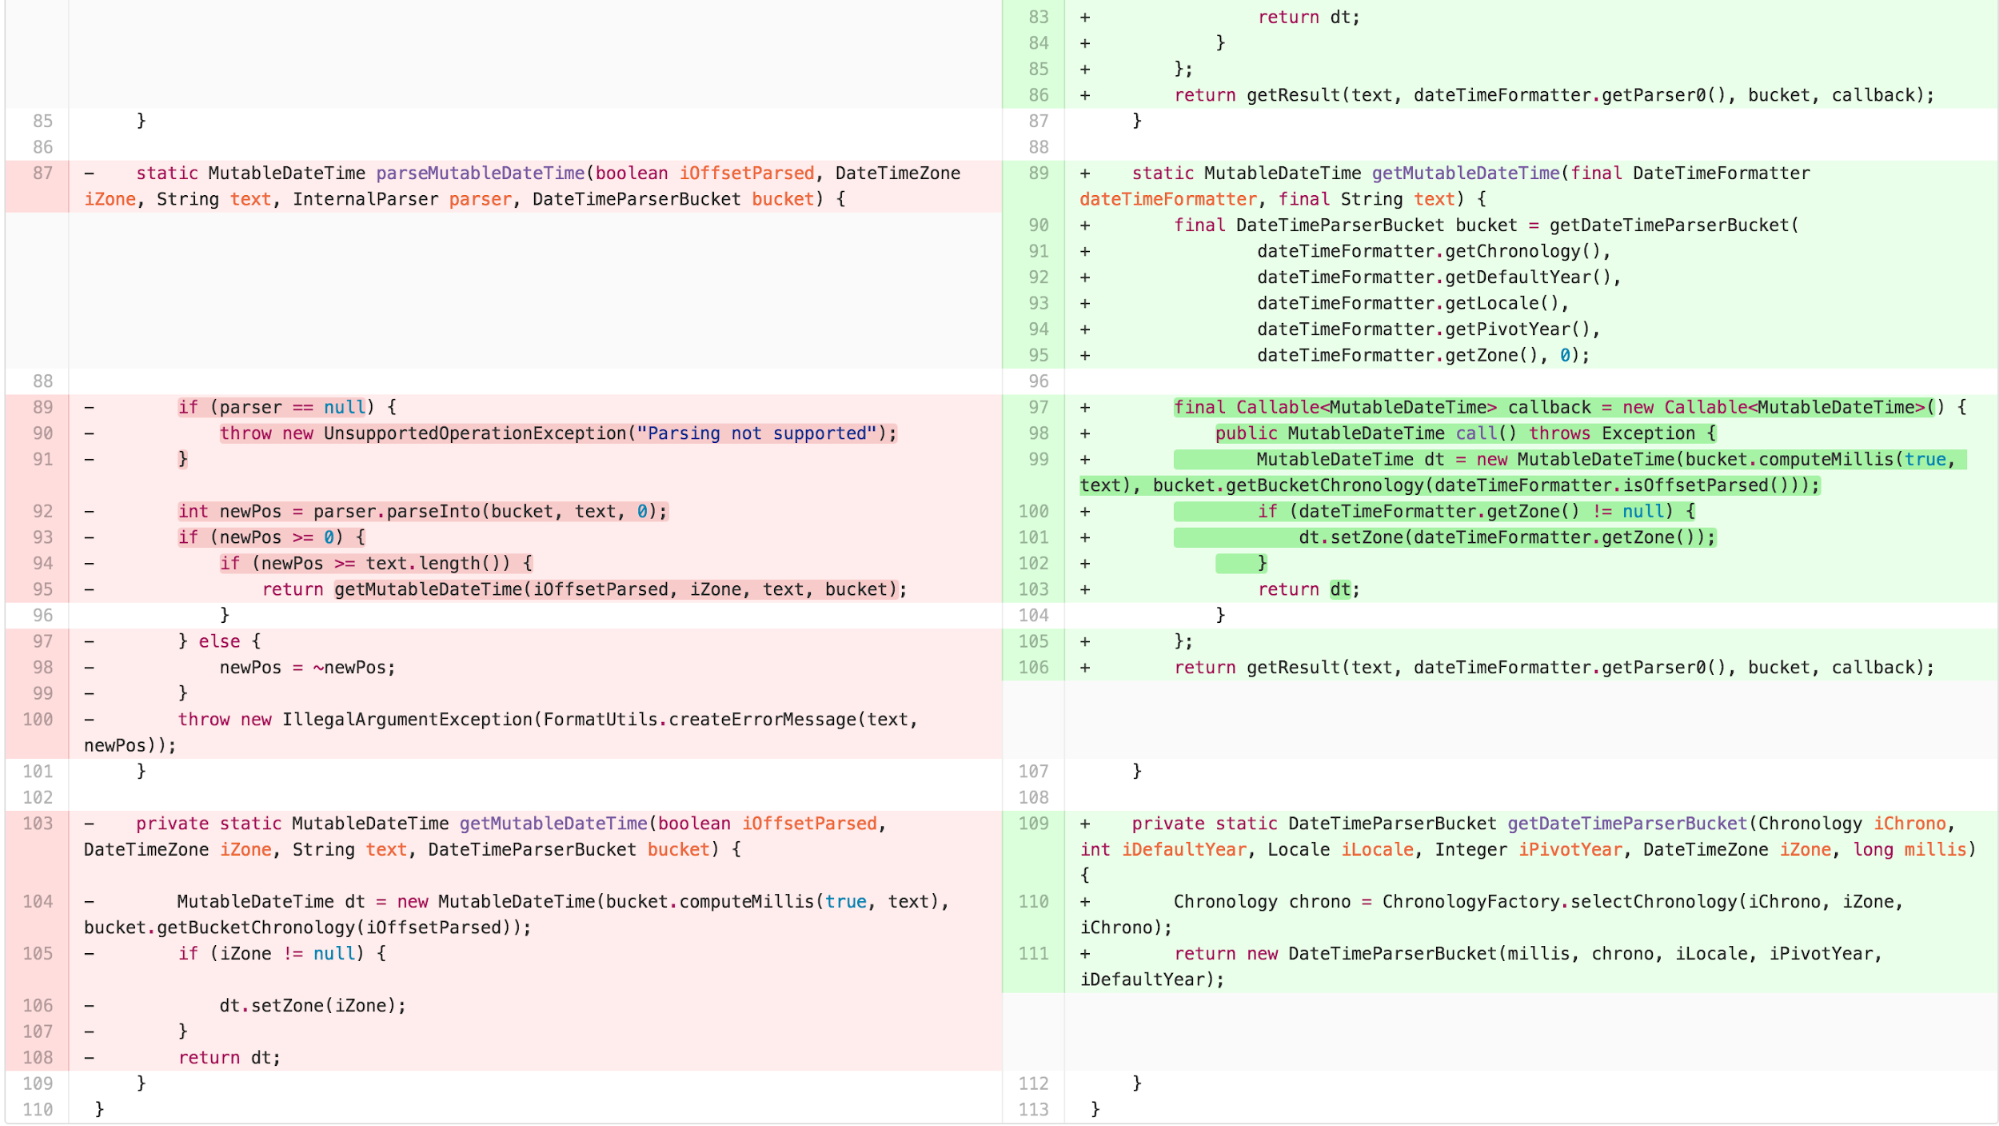 83 + return dt;
84 + }
85 + };
86 + return getResult(text, dateTimeFormatter.getParser0(), bucket, callback);
85 }
87 }
86
88
87 - static MutableDateTime parseMutableDateTime(boolean iOffsetParsed, DateTimeZone
iZone, String text, InternalParser parser, DateTimeParserBucket bucket) {
89 + static MutableDateTime getMutableDateTime(final DateTimeFormatter
dateTimeFormatter, final String text) {
90 + final DateTimeParserBucket bucket = getDateTimeParserBucket(
91 + dateTimeFormatter.getChronology(),
92 + dateTimeFormatter.getDefaultYear(),
93 + dateTimeFormatter.getLocale(),
94 + dateTimeFormatter.getPivotYear(),
95 + dateTimeFormatter.getZone(), 0);
88
96
89 - if (parser == null) {
97 + final Callable<MutableDateTime> callback = new Callable<MutableDateTime>() {
90 - throw new UnsupportedOperationException("Parsing not supported");
98 + public MutableDateTime call() throws Exception {
91 - }
99 + MutableDateTime dt = new MutableDateTime(bucket.computeMillis(true,
text), bucket.getBucketChronology(dateTimeFormatter.isOffsetParsed()));
92 - int newPos = parser.parseInto(bucket, text, 0);
100 + if (dateTimeFormatter.getZone() != null) {
93 - if (newPos >= 0) {
101 + dt.setZone(dateTimeFormatter.getZone());
94 - if (newPos >= text.length()) {
102 + }
95 - return getMutableDateTime(iOffsetParsed, iZone, text, bucket);
103 + return dt;
96 }
104 }
97 - } else {
105 + };
98 - newPos = ~newPos;
106 + return getResult(text, dateTimeFormatter.getParser0(), bucket, callback);
99 - }
100 - throw new IllegalArgumentException(FormatUtils.createErrorMessage(text,
newPos));
101 }
107 }
102
108
103 - private static MutableDateTime getMutableDateTime(boolean iOffsetParsed,
DateTimeZone iZone, String text, DateTimeParserBucket bucket) {
109 + private static DateTimeParserBucket getDateTimeParserBucket(Chronology iChrono,
int iDefaultYear, Locale iLocale, Integer iPivotYear, DateTimeZone iZone, long millis)
{
104 - MutableDateTime dt = new MutableDateTime(bucket.computeMillis(true, text),
bucket.getBucketChronology(iOffsetParsed));
110 + Chronology chrono = ChronologyFactory.selectChronology(iChrono, iZone,
iChrono);
105 - if (iZone != null) {
111 + return new DateTimeParserBucket(millis, chrono, iLocale, iPivotYear,
iDefaultYear);
106 - dt.setZone(iZone);
107 - }
108 - return dt;
109 }
112 }
110 }
113 }